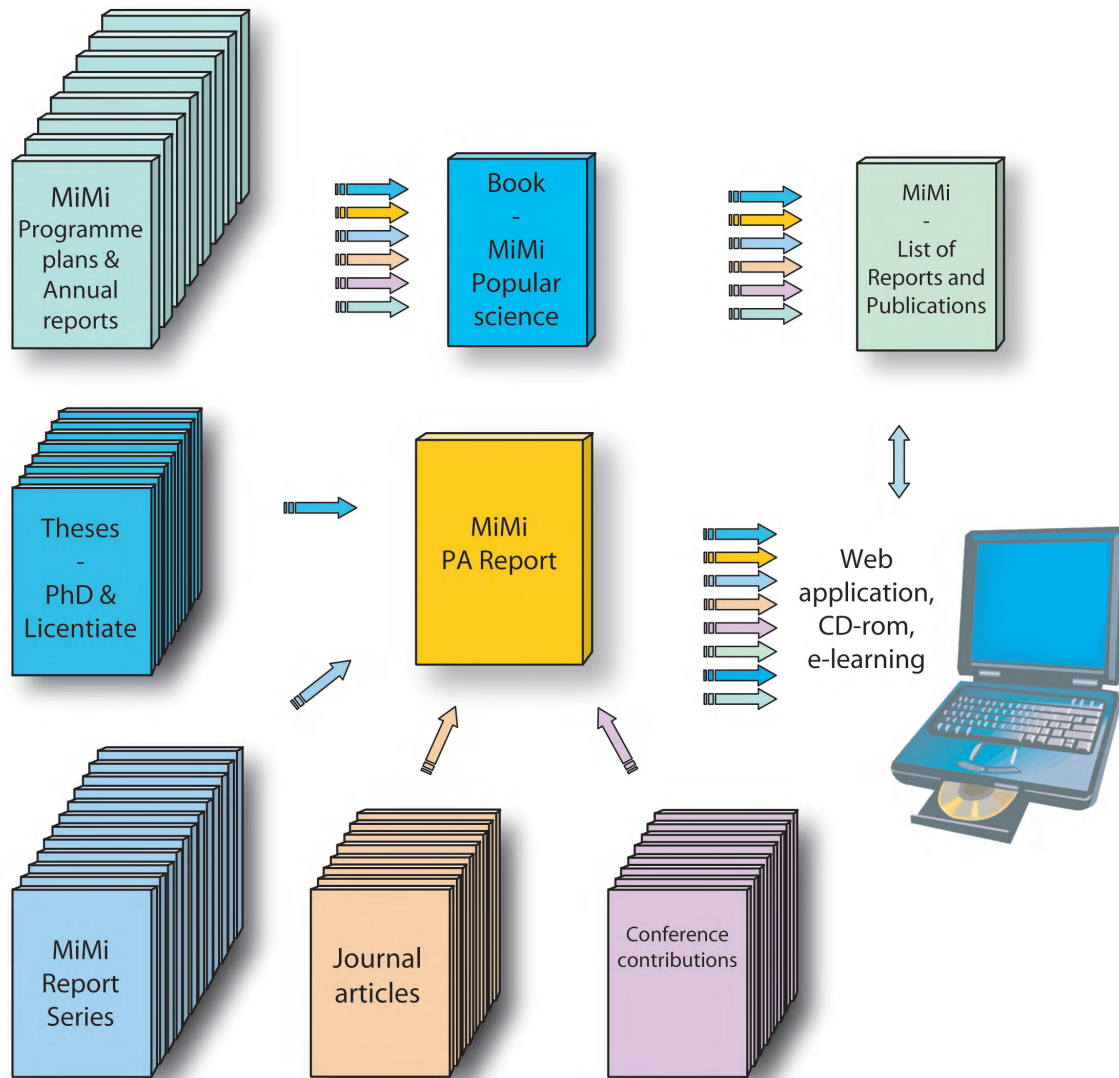 MiMi
Programme
plans &
Annual
reports
Book
-
MiMi
Popular
science
MiMi
-
List of
Reports and
Publications
Theses
-
PhD &
Licentiate
MiMi
PA Report
Web
application,
CD-rom,
e-learning
MiMi
Report
Series
Journal
articles
Conference
contributions